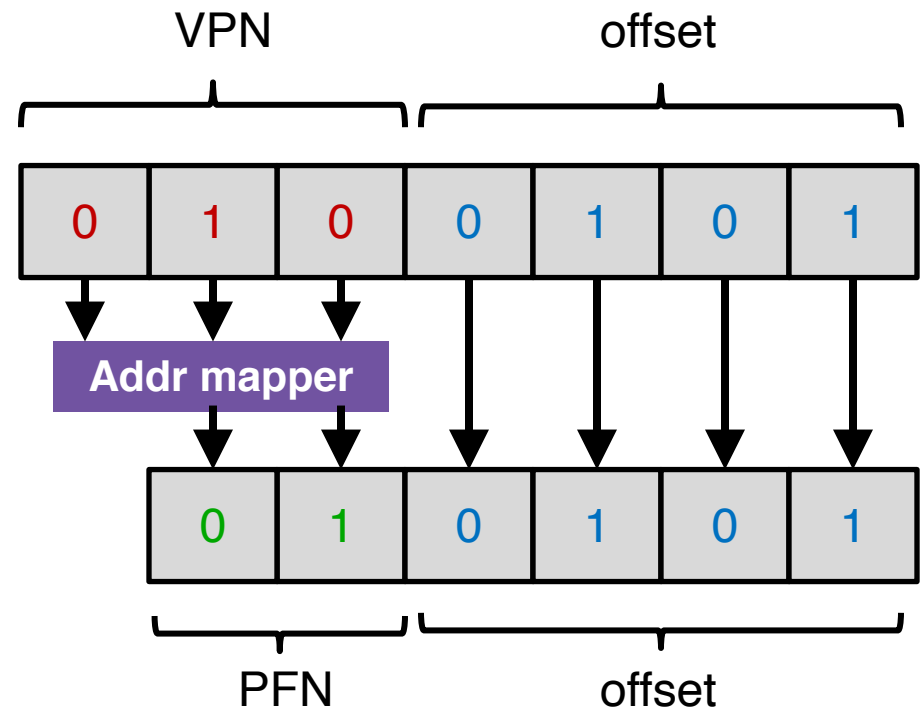 VPN offset
0 1 0 0 1 0 1
Addr mapper
0 1 0 1 0 1
PFN offset